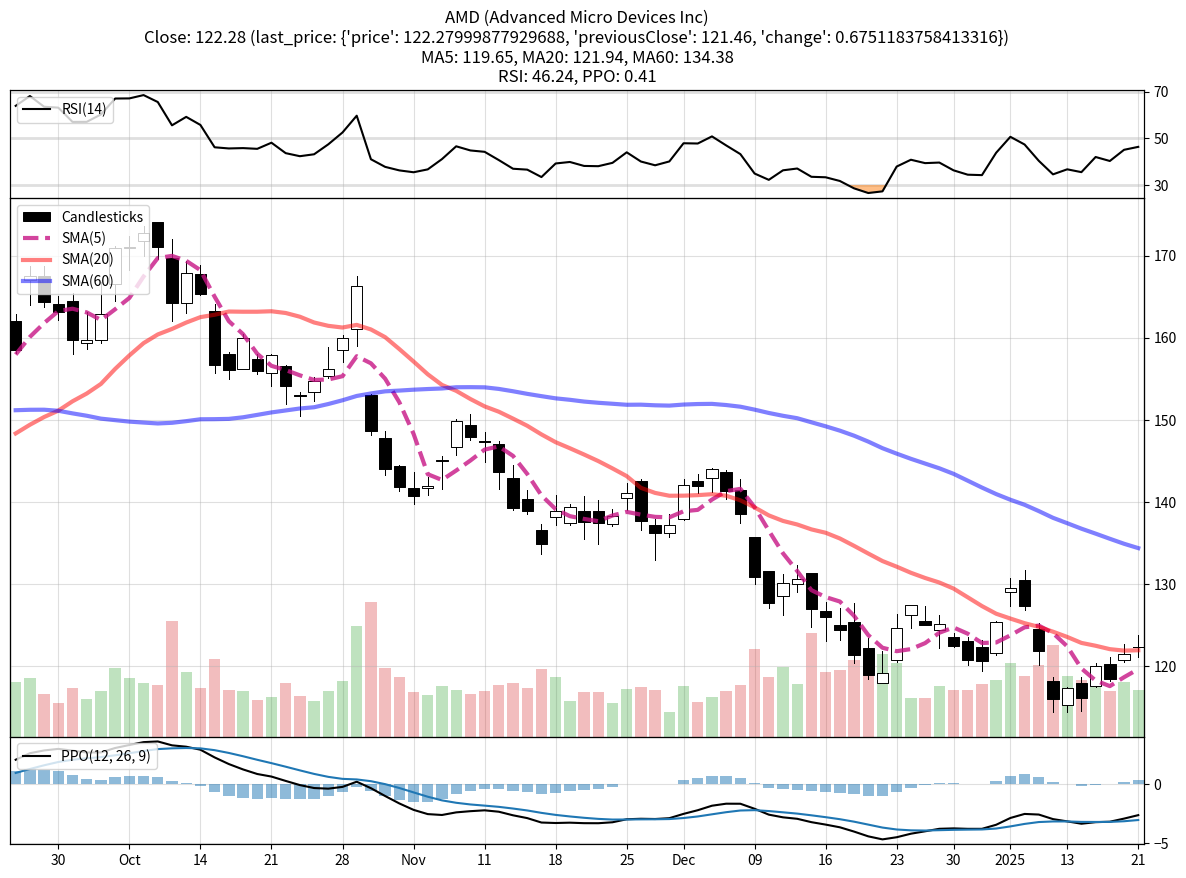 AMD (Advanced Micro Devices Inc)
Close: 122.28 (last_price: {'price': 122.27999877929688, 'previousClose': 121.46, 'change': 0.6751183758413316})
MA5: 119.65, MA20: 121.94, MA60: 134.38
RSI: 46.24, PPO: 0.41
RSI(14)
70
50
30
Candlesticks
SMA(5)
SMA(20)
SMA(60)
170
160
150
140
130
120
PPO(12, 26, 9)
0
−5
30 Oct 14 21 28 Nov 11 18 25 Dec 09 16 23 30 2025 13 21